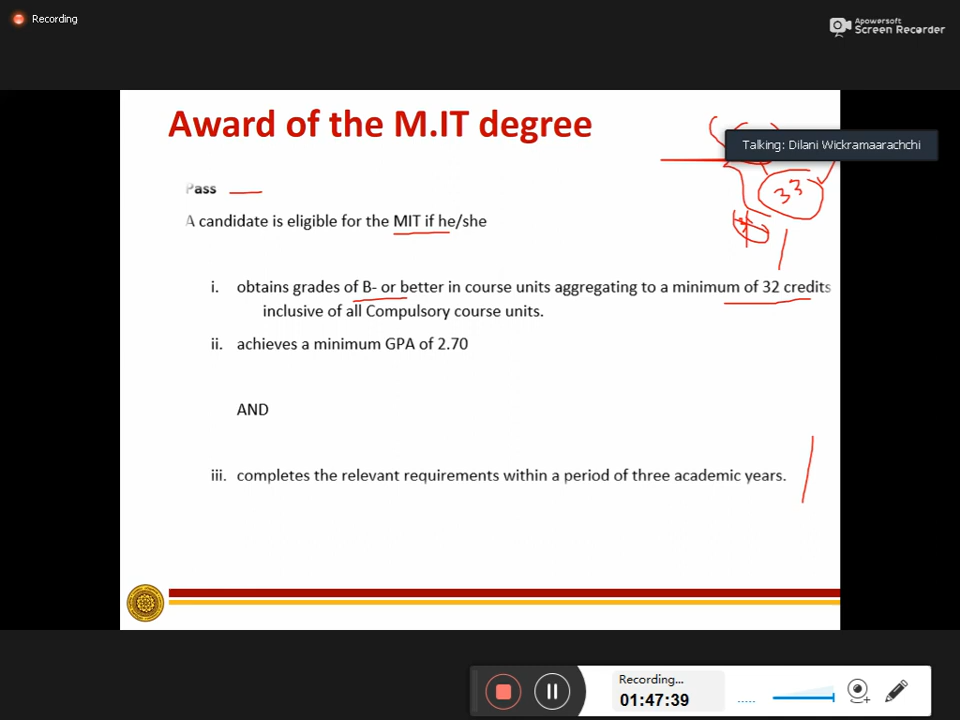 Recording
Apowersoft
Screen Recorder
Award of the M.IT degree
Talking: Dilani Wickramaarachchi
33
Pass
A candidate is eligible for the MIT if he/she
i. obtains grades of B- or better in course units aggregating to a minimum of 32 credits
inclusive of all Compulsory course units.
ii. achieves a minimum GPA of 2.70
AND
iii. completes the relevant requirements within a period of three academic years.
Recording...
01:47:39